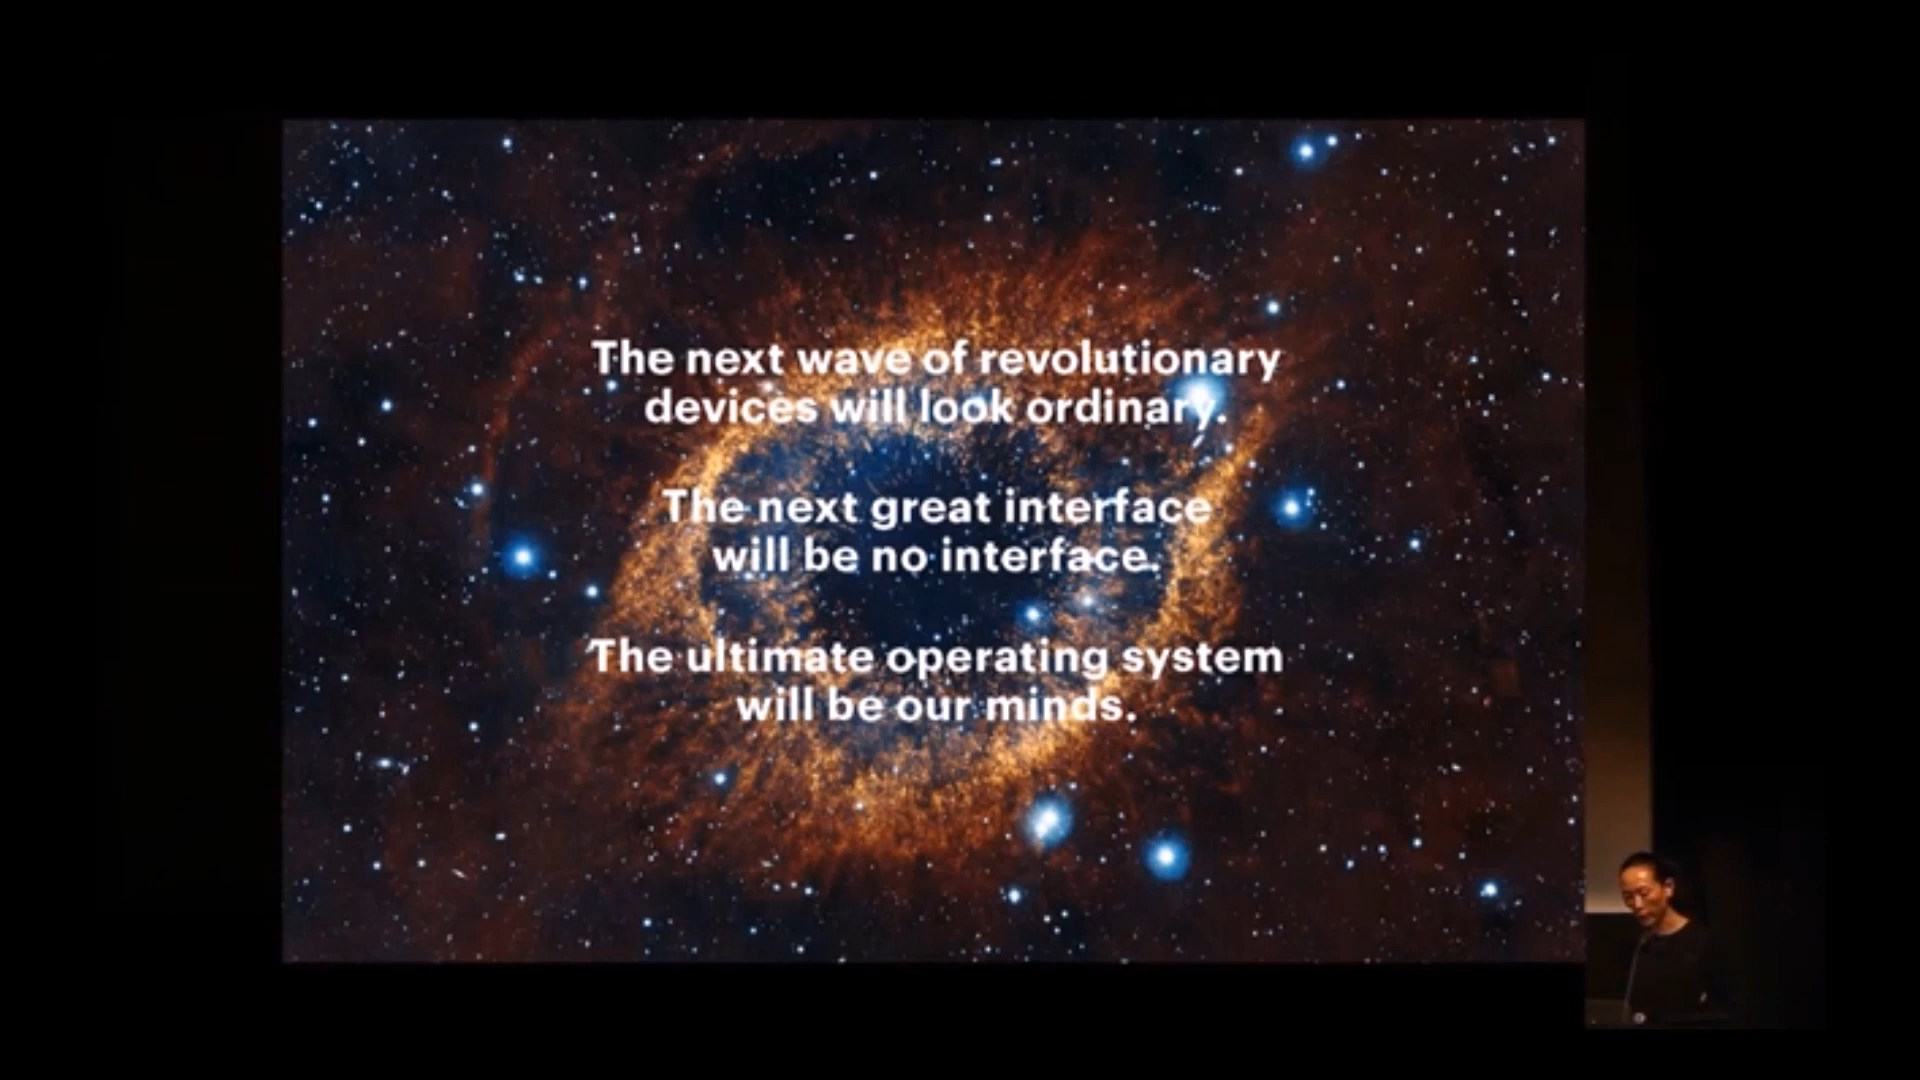 The next wave of revolutionary
devices will look ordinary.
The next great interface
will be no interface.
The ultimate operating system
will be our minds.